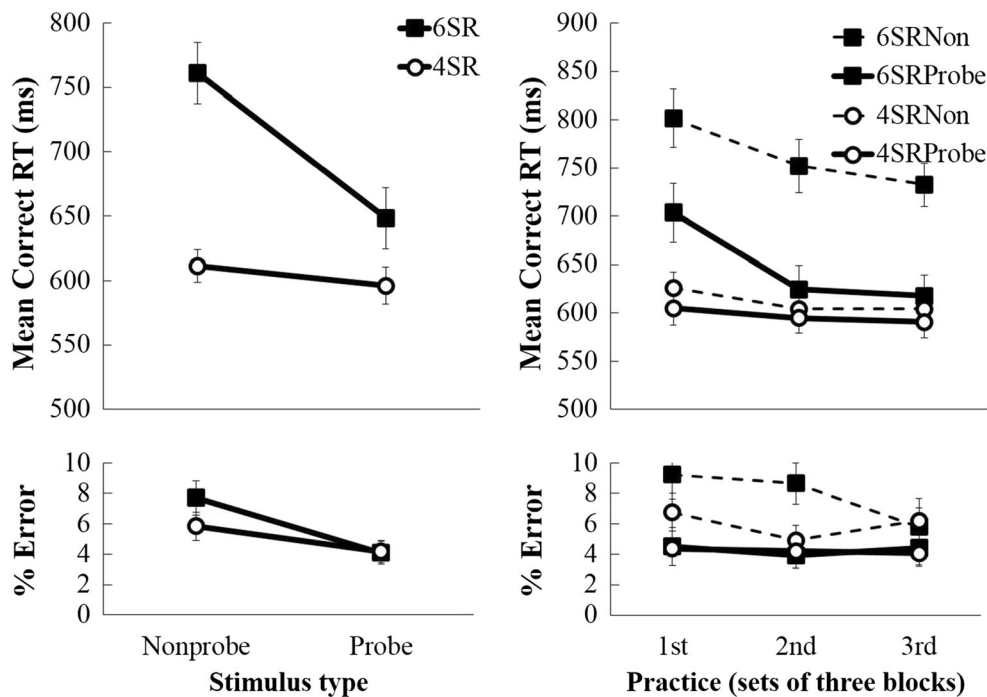 800
750
700
650
600
550
500
Mean Correct RT (ms)
6SR
4SR
10
8
6
4
2
0
% Error
Nonprobe
Probe
Stimulus type
900
850
800
750
700
650
600
550
500
Mean Correct RT (ms)
6SRNon
6SRProbe
4SRNon
4SRProbe
10
8
6
4
2
0
% Error
1st
2nd
3rd
Practice (sets of three blocks)